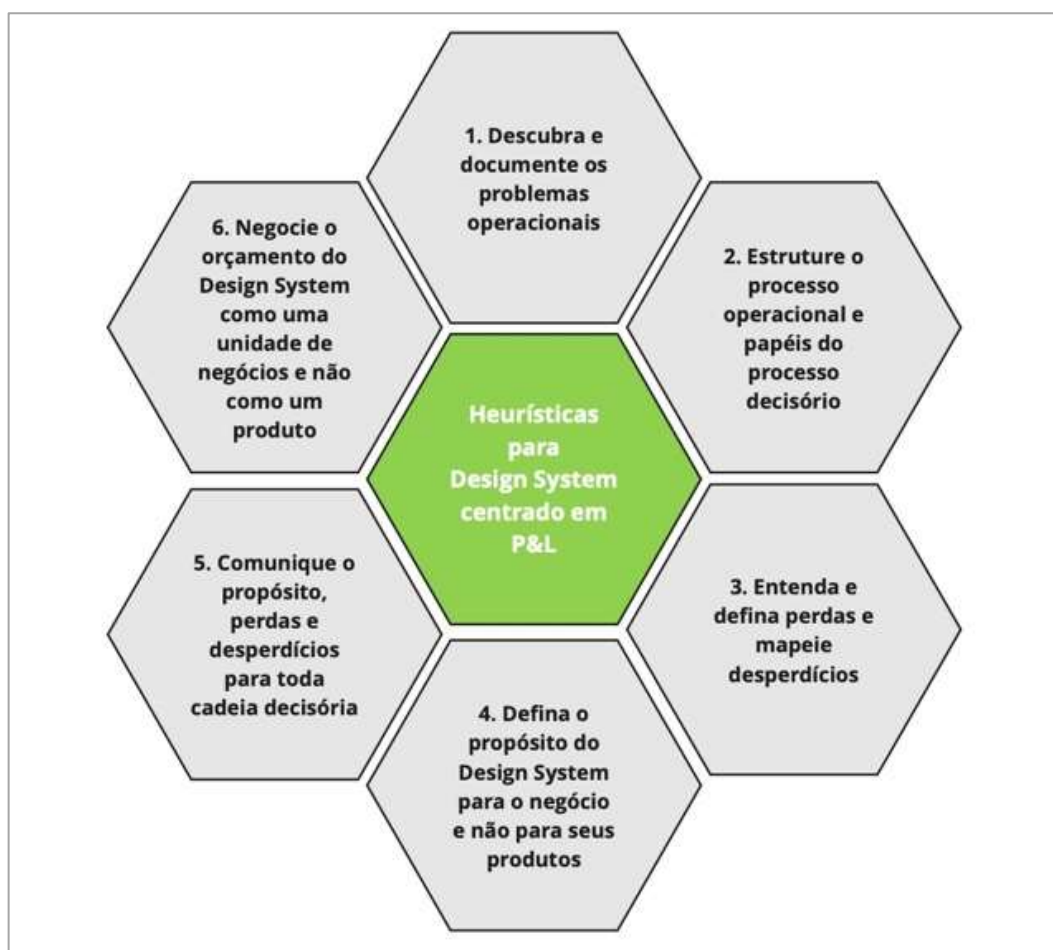 1. Descubra e
documente os
problemas
operacionais
2. Estruture o
processo
operacional e
papéis do
processo
decisório
3. Entenda e
defina perdas e
mapeie
desperdícios
4. Defina o
propósito do
Design System
para o negócio
e não para seus
produtos
5. Comunique o
propósito,
perdas e
desperdícios
para toda
cadeia decisória
6. Negocie o
orçamento do
Design System
como uma
unidade de
negócios e não
como um
produto
Heurísticas
para
Design System
centrado em
P&L